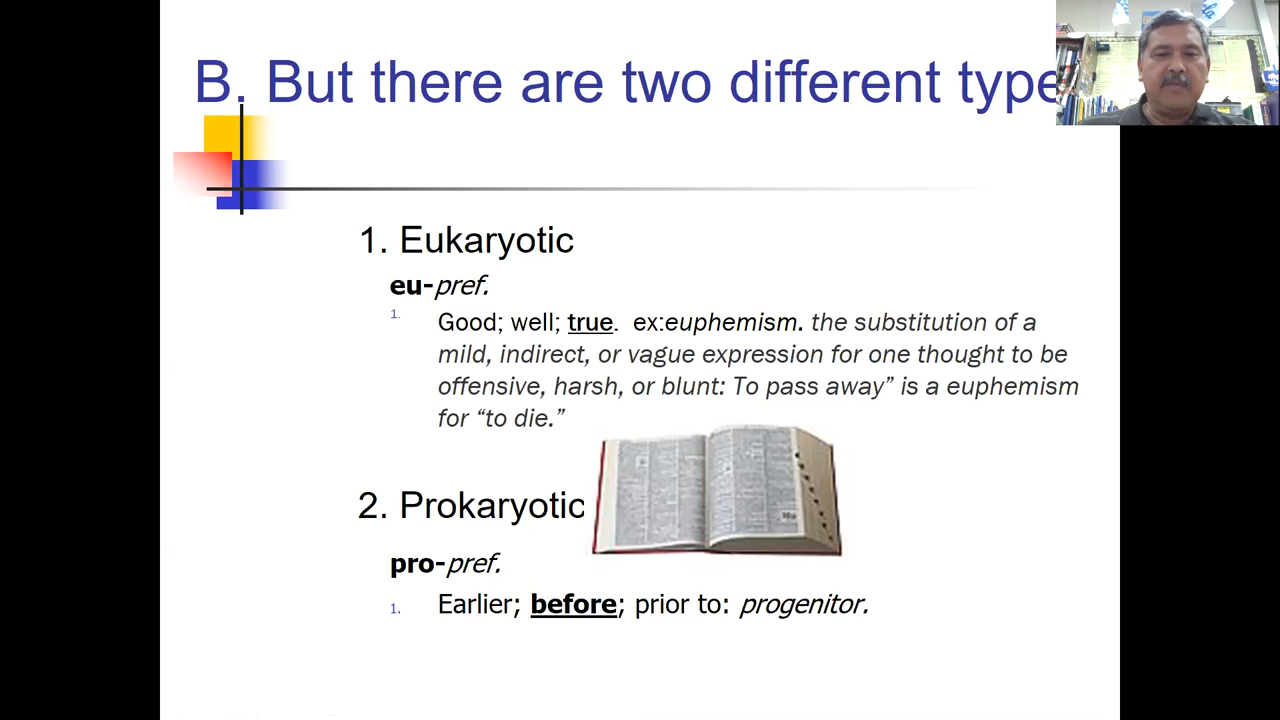 B. But there are two different type
1. Eukaryotic
eu-pref.
1. Good; well; true. ex:euphemism. the substitution of a
mild, indirect, or vague expression for one thought to be
offensive, harsh, or blunt: To pass away” is a euphemism
for “to die.”
2. Prokaryotic
pro-pref.
1. Earlier; before; prior to: progenitor.